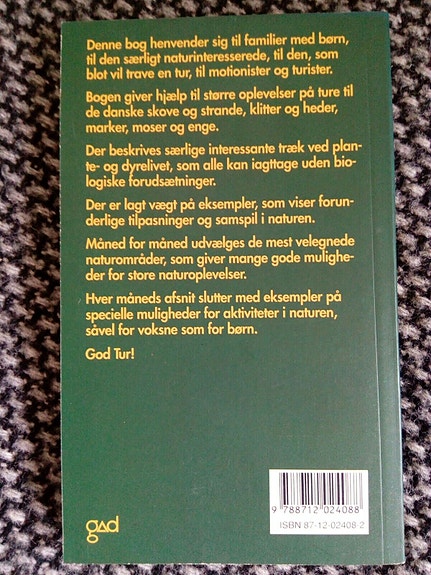 Denne bog henvender sig til familier med børn,
til den særligt naturinteresserede, til den, som
blot vil trave en tur, til motionister og turister.
Bogen giver hjælp til større oplevelser på ture til
de danske skove og strande, klitter og heder,
marker, moser og enge.
Der beskrives særlige interessante træk ved plan-
te- og dyrelivet, som alle kan iagttage uden bio-
logiske forudsætninger.
Der er lagt vægt på eksempler, som viser forun-
derlige tilpasninger og samspil i naturen.
Måned for måned udvælges de mest velegnede
naturområder, som giver mange gode mulighe-
der for store naturoplevelser.
Hver måneds afsnit slutter med eksempler på
specielle muligheder for aktiviteter i naturen,
såvel for voksne som for børn.
God Tur!
gad
9 788712 024088
ISBN 87-12-02408-2